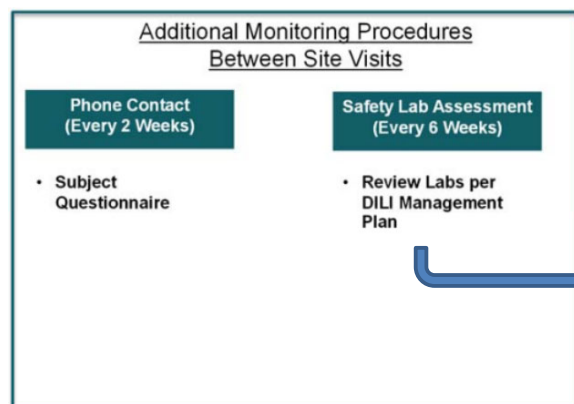 Additional Monitoring Procedures
Between Site Visits
Phone Contact
(Every 2 Weeks)
Safety Lab Assessment
(Every 6 Weeks)
• Subject
Questionnaire
• Review Labs per
DILI Management
Plan